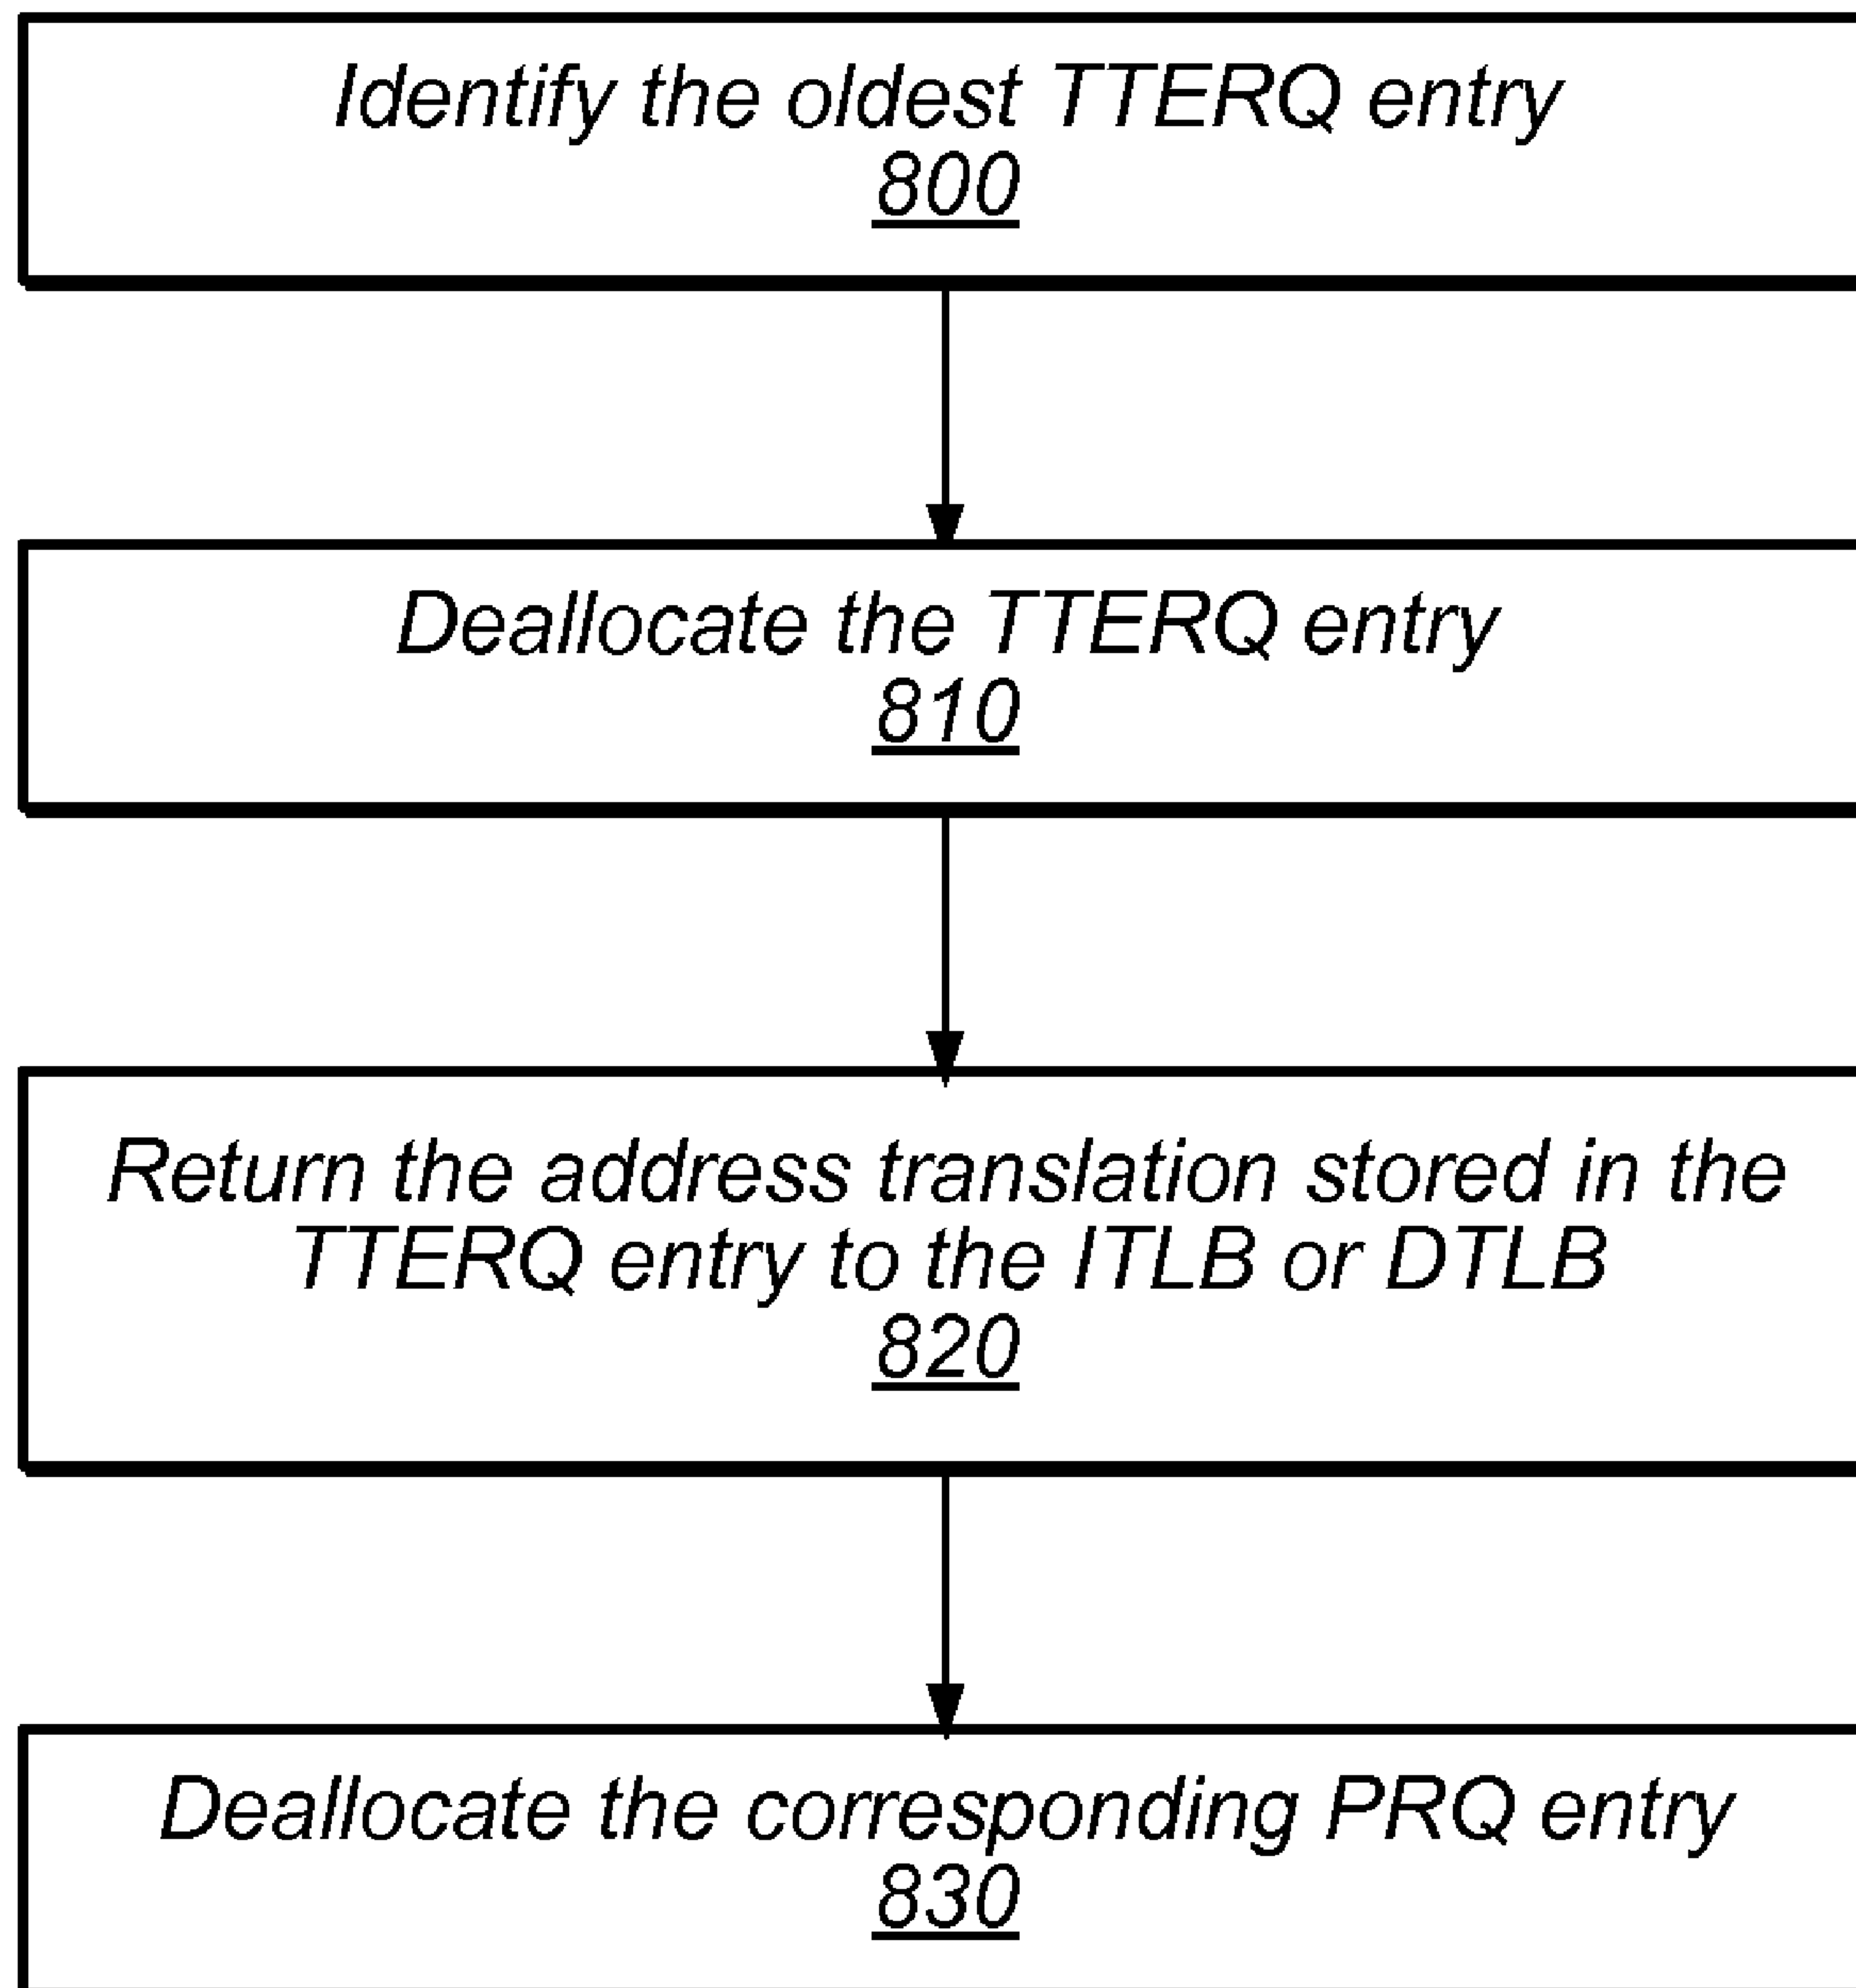 Identify the oldest TTERQ entry
800
Deallocate the TTERQ entry
810
Return the address translation stored in the
TTERQ entry to the ITLB or DTLB
820
Deallocate the corresponding PRQ entry
830